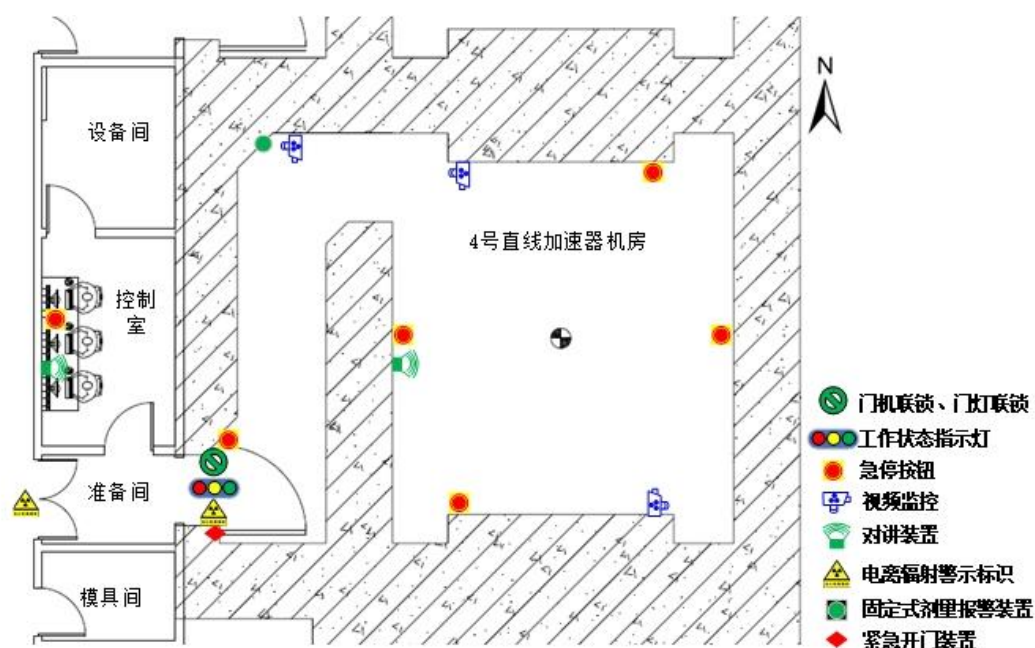 N
设备间
4号直线加速器机房
控制
室
准备间
模具间
门机联锁、门灯联锁
工作状态指示灯
急停按钮
视频监控
对讲装置
电离辐射警示标识
固定式剂量报警装置
紧急开门装置